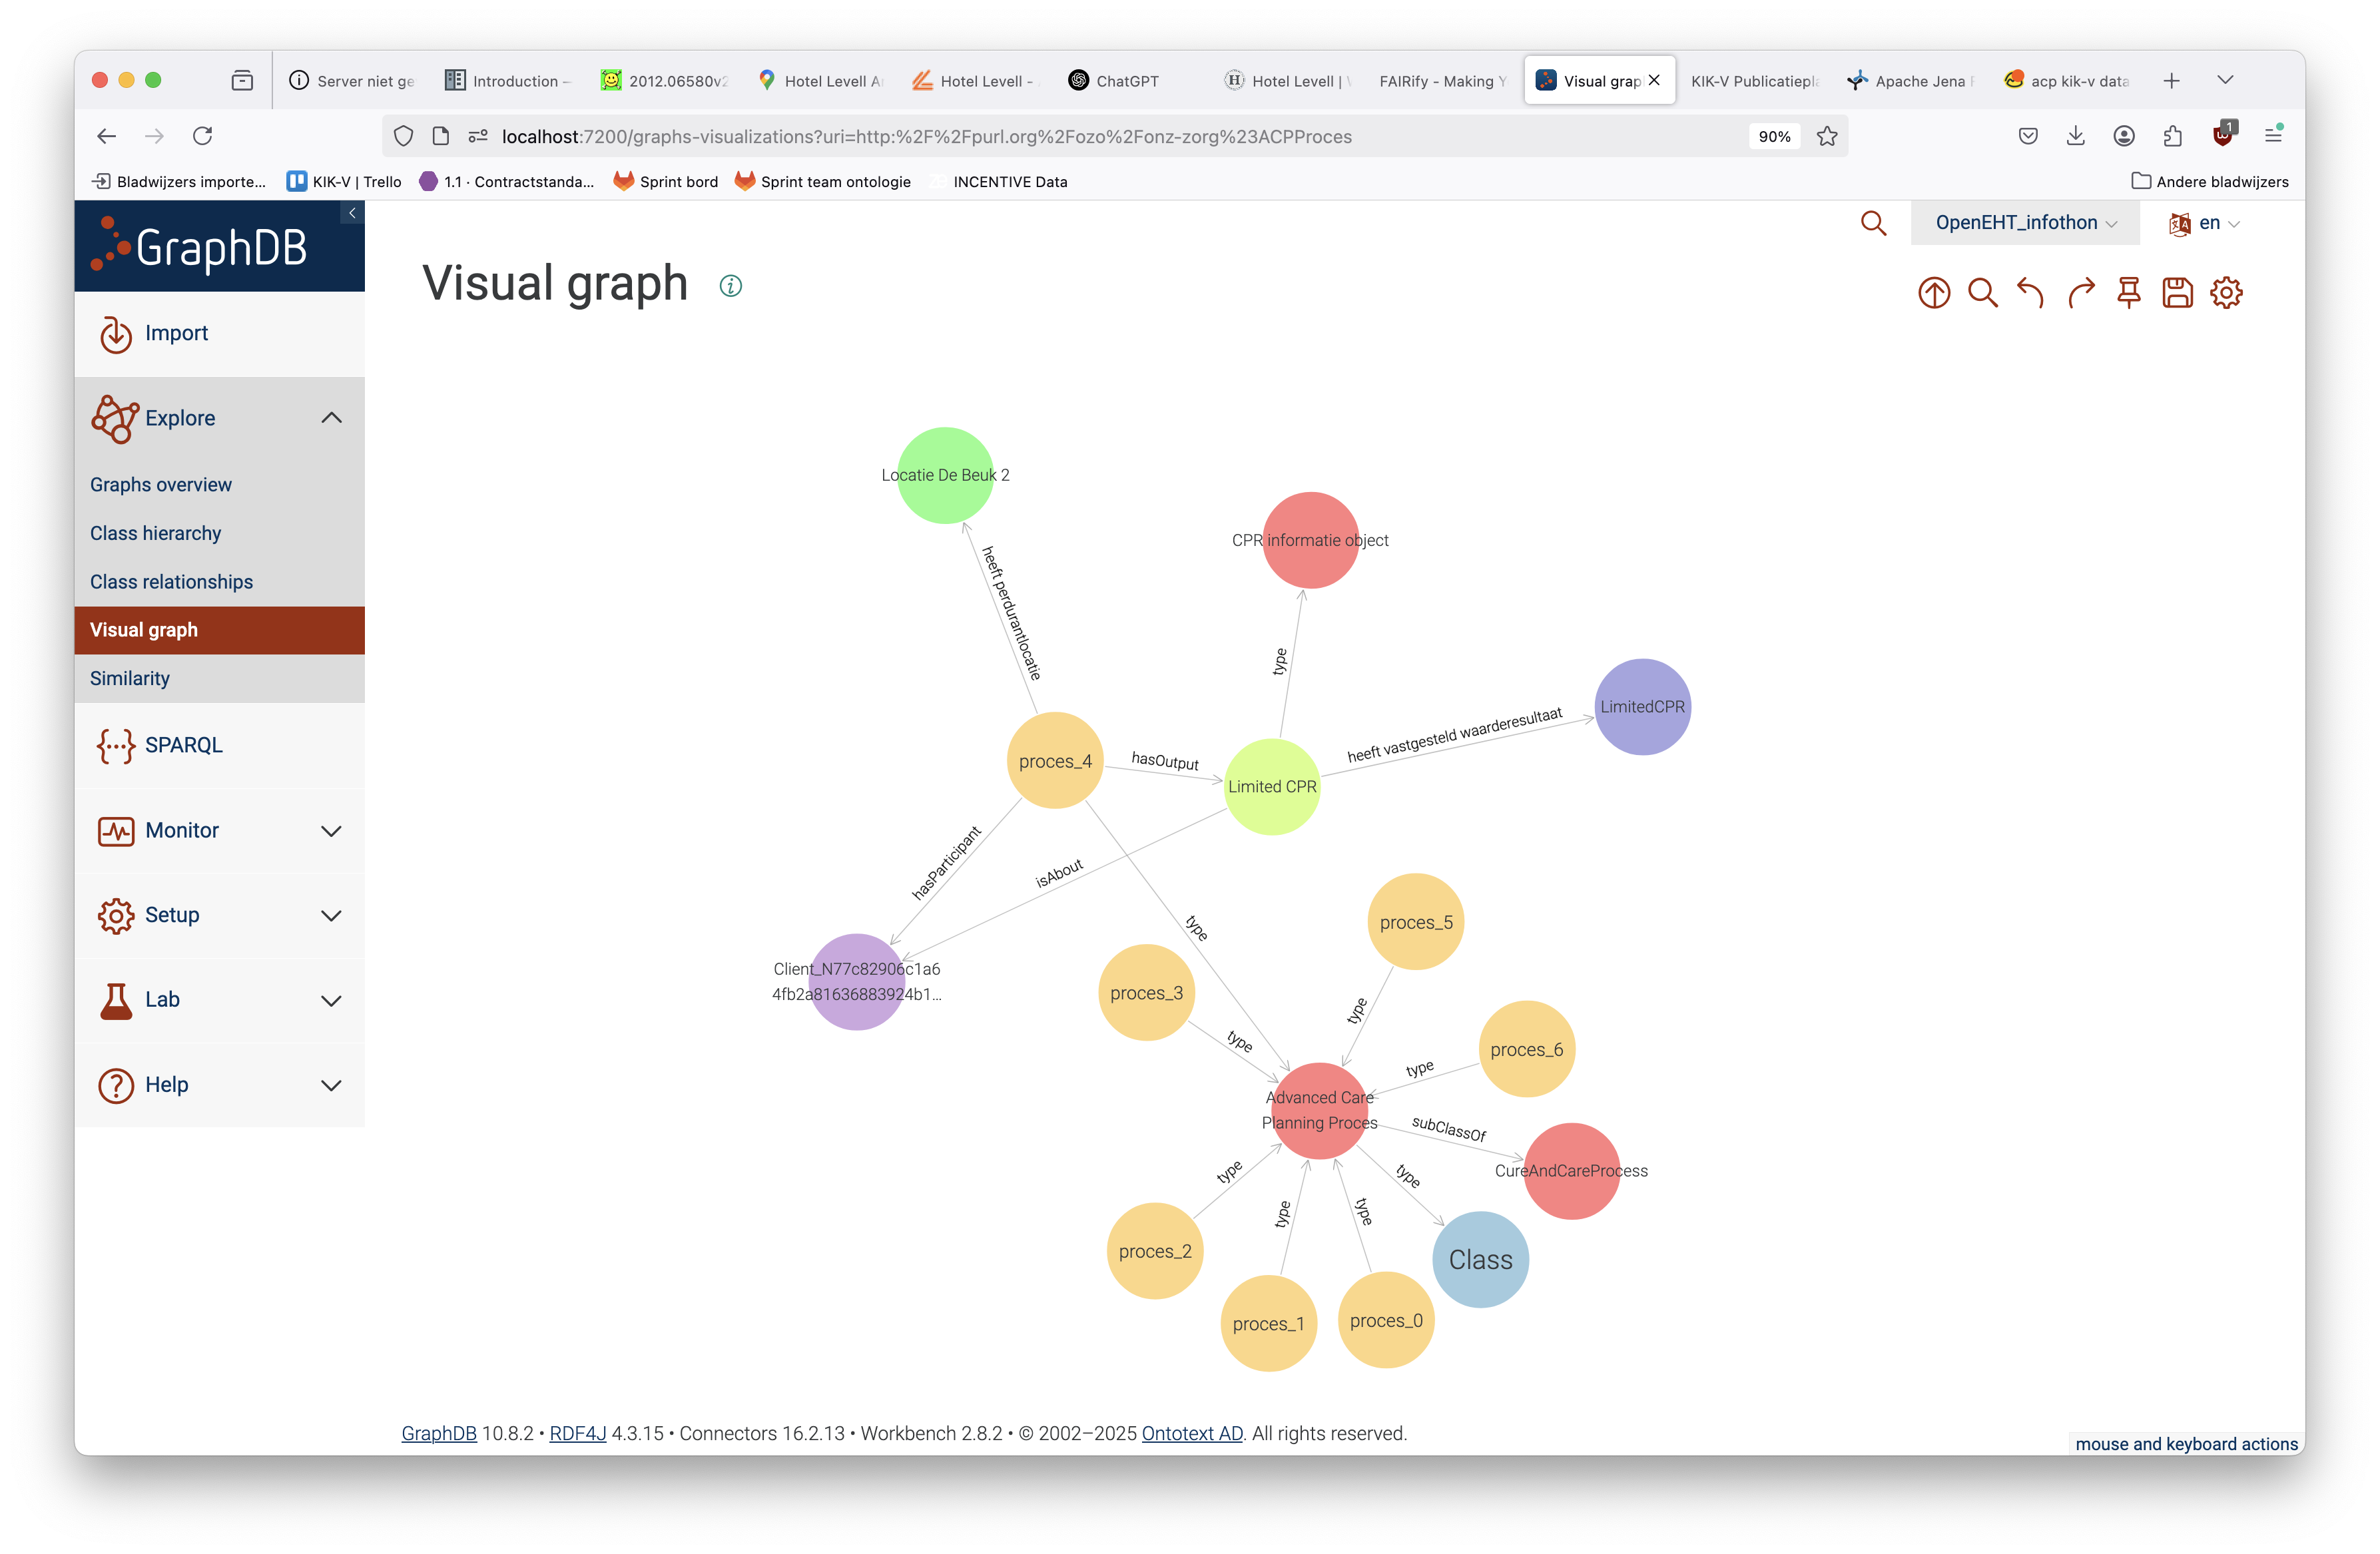 Server niet ge
Introduction —
2012.06580v2
Hotel Levell A
Hotel Levell -
ChatGPT
Hotel Levell |
FAIRify - Making Y
Visual grap
KIK-V Publicatiepla
Apache Jena F
acp kik-v data
localhost:7200/graphs-visualizations?uri=http:%2F%2Fpurl.org%2Fozo%2Fonz-zorg%23ACPProces
90%
1
Bladwijzers importe...
KIK-V | Trello
1.1 · Contractstanda...
Sprint bord
Sprint team ontologie
INCENTIVE Data
Andere bladwijzers
GraphDB
OpenEHT_infothon
en
Visual graph
Import
Explore
Graphs overview
Class hierarchy
Class relationships
Visual graph
Similarity
SPARQL
Monitor
Setup
Lab
Help
Locatie De Beuk 2
CPR informatie object
heeft perdurantlocatie
type
LimitedCPR
heeft vastgesteld waarderesultaat
proces_4
hasOutput
Limited CPR
hasParticipant
isAbout
type
proces_5
Client_N77c82906c1a6
4fb2a81636883924b1...
proces_3
type
type
proces_6
type
Advanced Care
Planning Proces
subClassOf
CureAndCareProcess
type
type
type
type
proces_2
Class
proces_1
proces_0
GraphDB 10.8.2 • RDF4J 4.3.15 • Connectors 16.2.13 • Workbench 2.8.2 • © 2002–2025 Ontotext AD. All rights reserved.
mouse and keyboard actions